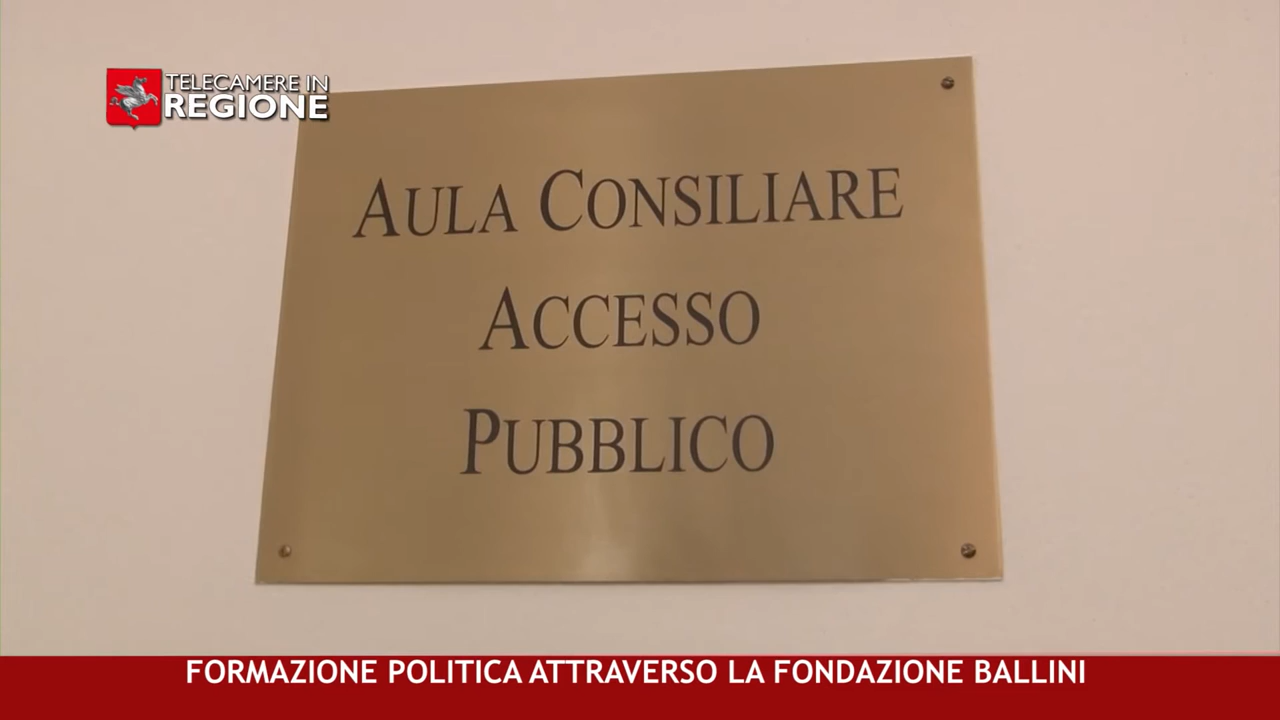 TELECAMERE IN
REGIONE
AULA CONSILIARE
ACCESSO
PUBBLICO
FORMAZIONE POLITICA ATTRAVERSO LA FONDAZIONE BALLINI